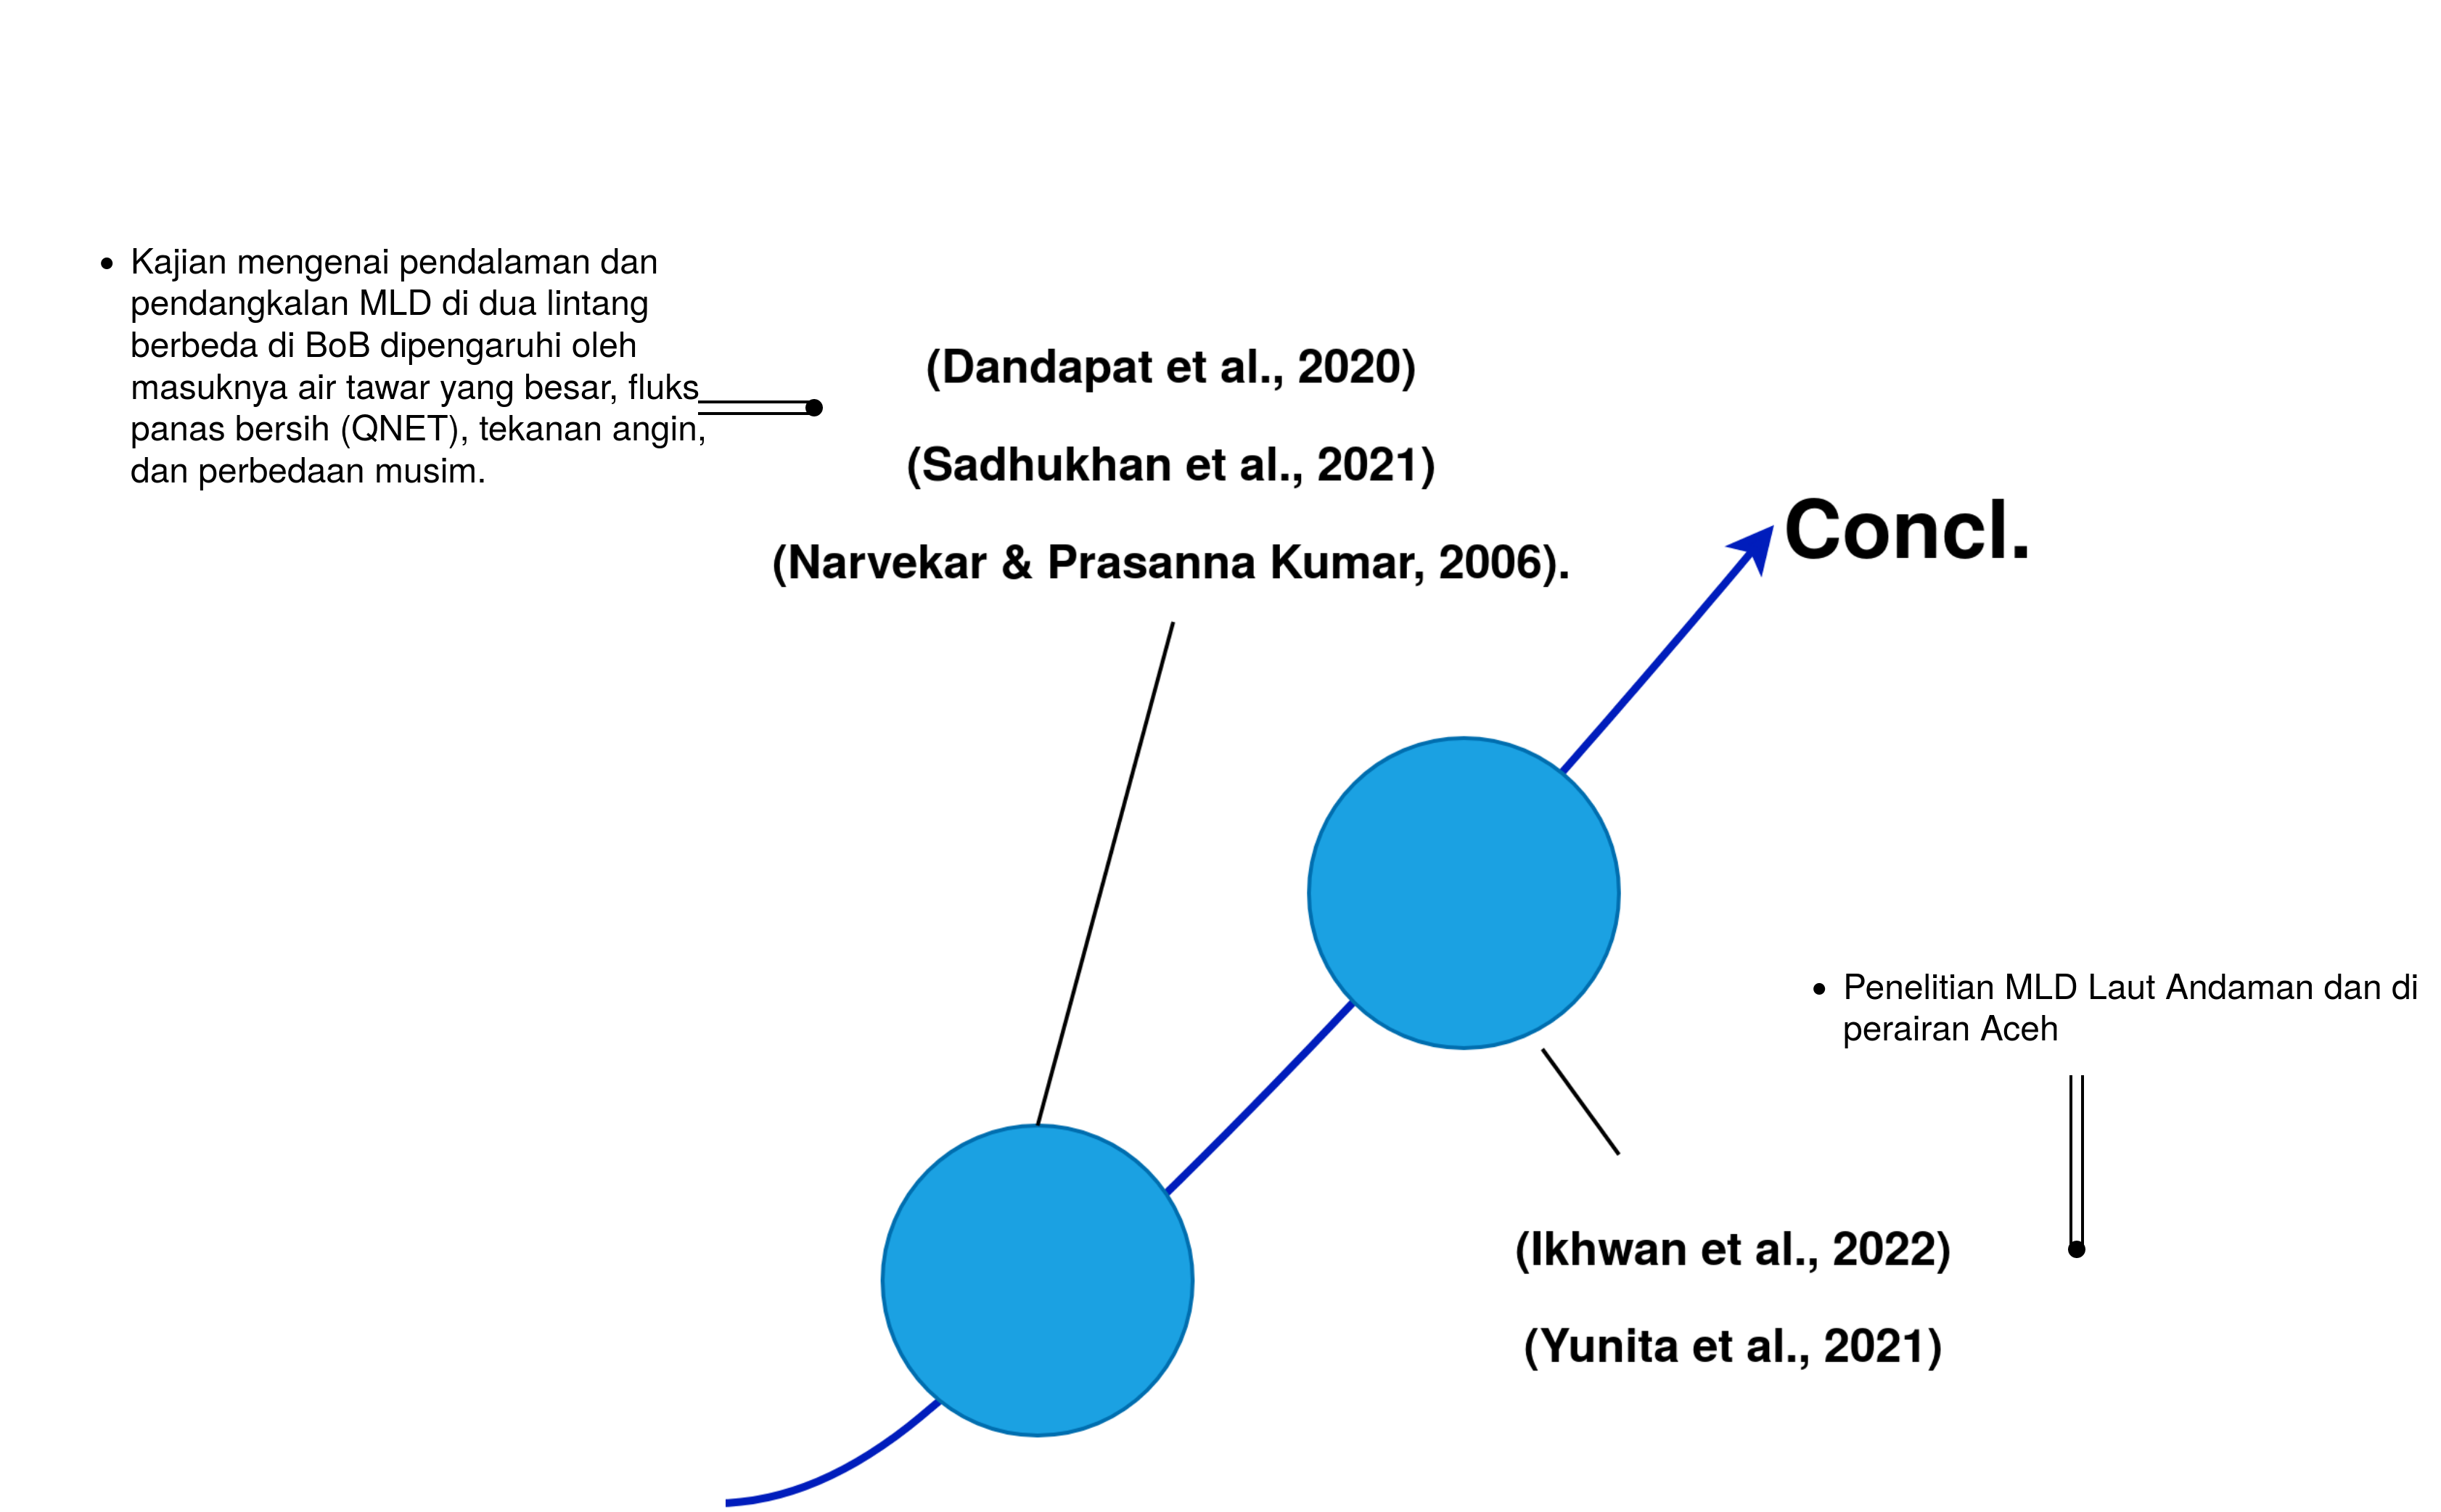 Kajian mengenai pendalaman dan
pendangkalan MLD di dua lintang
berbeda di BoB dipengaruhi oleh
masuknya air tawar yang besar, fluks
panas bersih (QNET), tekanan angin,
dan perbedaan musim.
(Dandapat et al., 2020)
(Sadhukhan et al., 2021)
(Narvekar & Prasanna Kumar, 2006).
Concl.
Penelitian MLD Laut Andaman dan di
perairan Aceh
(Ikhwan et al., 2022)
(Yunita et al., 2021)